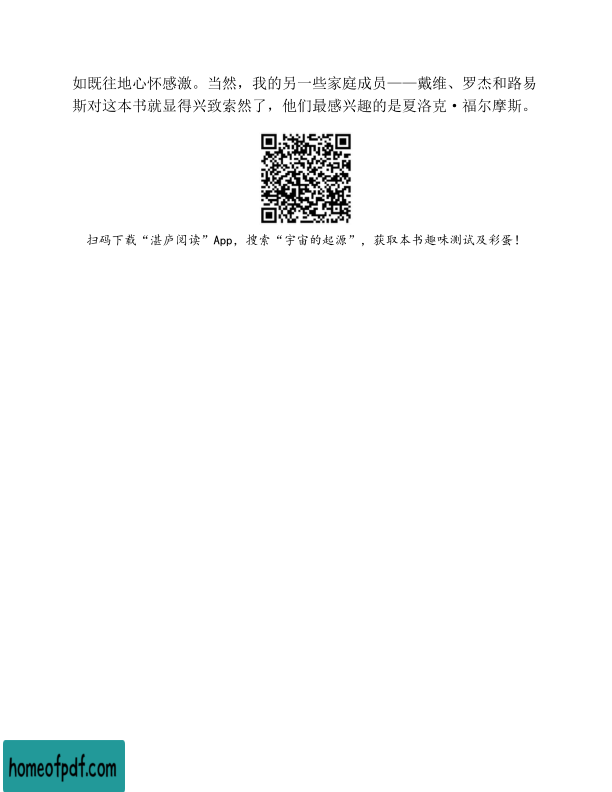 如既往地心怀感激。当然，我的另一些家庭成员——戴维、罗杰和路易
斯对这本书就显得兴致索然了，他们最感兴趣的是夏洛克·福尔摩斯。
扫码下载“湛庐阅读”App，搜索“宇宙的起源”，获取本书趣味测试及彩蛋！
homeofpdf.com